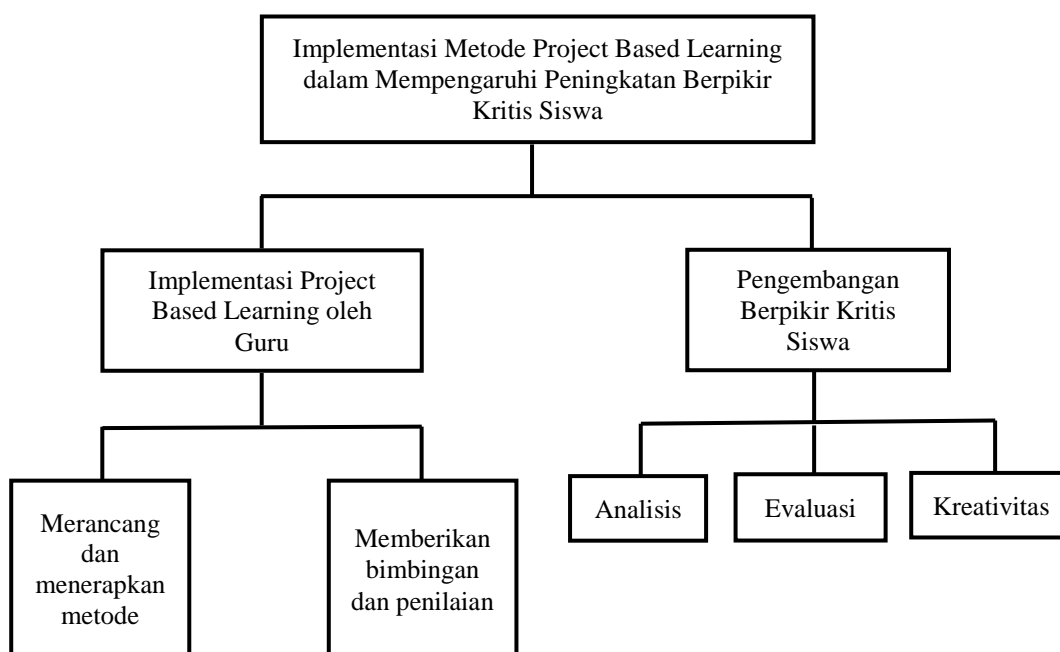 Implementasi Metode Project Based Learning
dalam Mempengaruhi Peningkatan Berpikir
Kritis Siswa
Implementasi Project
Based Learning oleh
Guru
Pengembangan
Berpikir Kritis
Siswa
Merancang
dan
menerapkan
metode
Memberikan
bimbingan
dan penilaian
Analisis
Evaluasi
Kreativitas